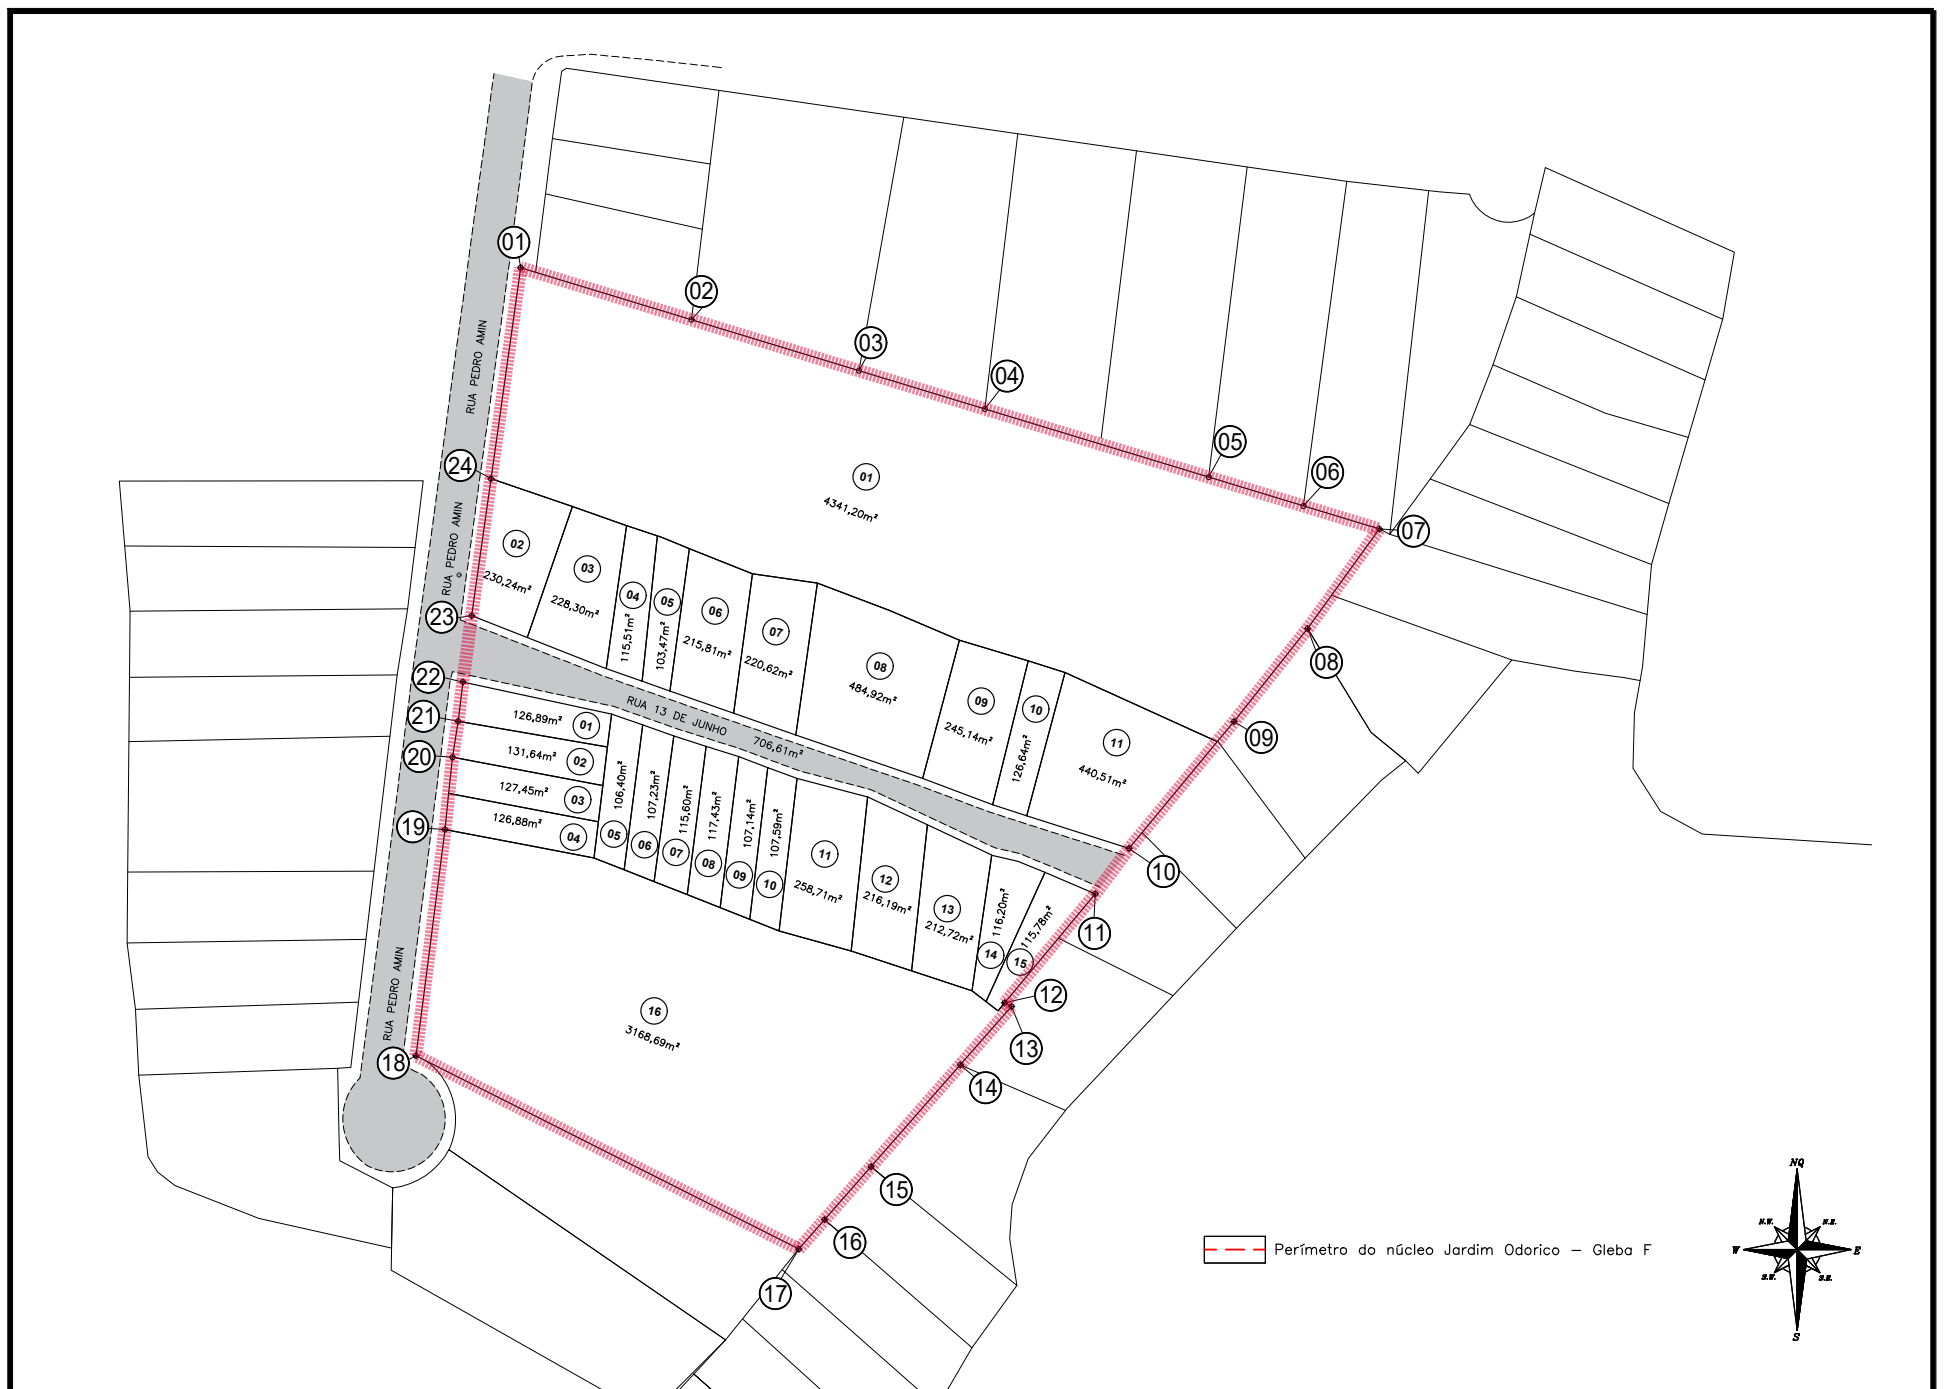 01
02
03
04
05
06
07
08
09
10
11
12
13
14
15
16
17
18
19
20
21
22
23
24
RUA PEDRO AMIN
RUA PEDRO AMIN
RUA PEDRO AMIN
01
4341,20m²
02
230,24m²
03
228,30m²
04
115,51m²
05
103,47m²
06
215,81m²
07
220,62m²
08
484,92m²
09
245,14m²
10
126,64m²
11
440,51m²
RUA 13 DE JUNHO 706,61m²
126,89m² 01
131,64m² 02
127,45m² 03
126,88m² 04
106,40m²
05
107,23m²
06
115,60m²
07
117,43m²
08
107,14m²
09
107,59m²
10
11
258,71m²
12
216,19m²
13
212,72m²
116,20m²
14
115,78m²
15
16
3168,69m²
Perímetro do núcleo Jardim Odorico – Gleba F
NQ
N.W.
N.E.
W
E
S.W.
S.E.
S